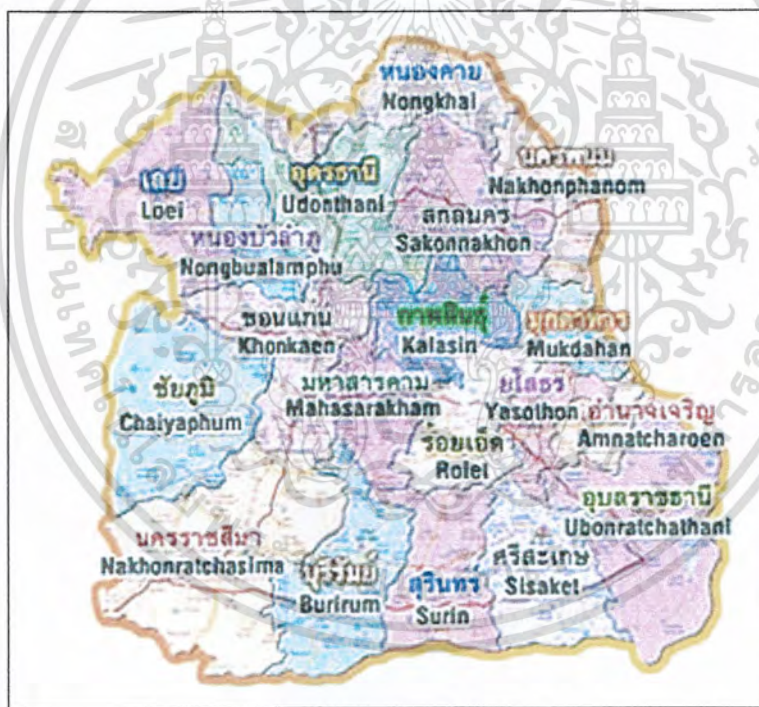 หนองคาย
Nongkhai
นครพนม
Nakhonphanom
เลย
Loei
อุดรธานี
Udonthani
สกลนคร
Sakonnakhon
หนองบัวลำภู
Nongbualamphu
ขอนแก่น
Khonkaen
กาฬสินธุ์
Kalasin
มุกดาหาร
Mukdahan
ชัยภูมิ
Chaiyaphum
มหาสารคาม
Mahasarakham
ยโสธร
Yasothon
อำนาจเจริญ
Amnatcharoen
ร้อยเอ็ด
Roiet
อุบลราชธานี
Ubonratchathani
นครราชสีมา
Nakhonratchasima
บุรีรัมย์
Burirum
สุรินทร์
Surin
ศรีสะเกษ
Sisaket